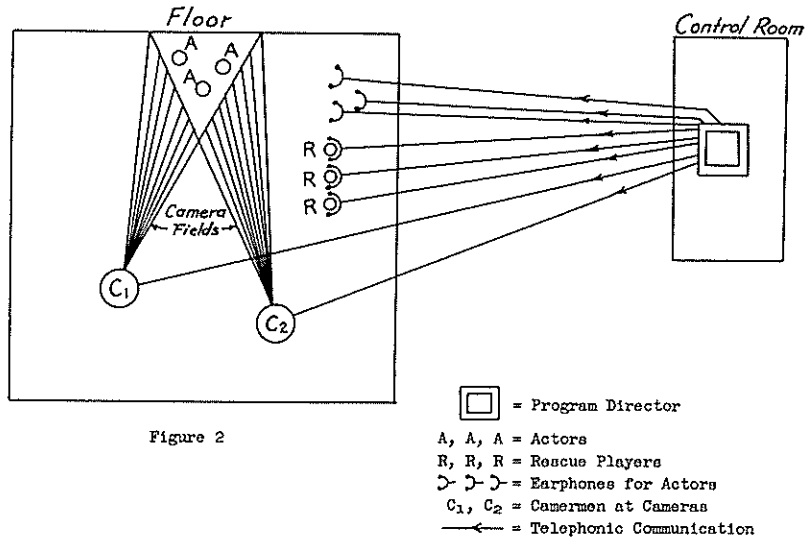 Floor
Control Room
A
A
A
R
R
R
Camera
Fields
C₁
C₂
Figure 2
= Program Director
A, A, A = Actors
R, R, R = Rescue Players
= Earphones for Actors
C₁, C₂ = Camermen at Cameras
= Telephonic Communication